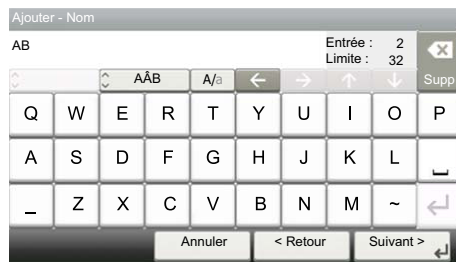 Ajouter - Nom
AB
Entrée : 2
Limite : 32
AÂB A/a Supp
Q W E R T Y U I O P
A S D F G H J K L
_ Z X C V B N M ~
Annuler < Retour Suivant >